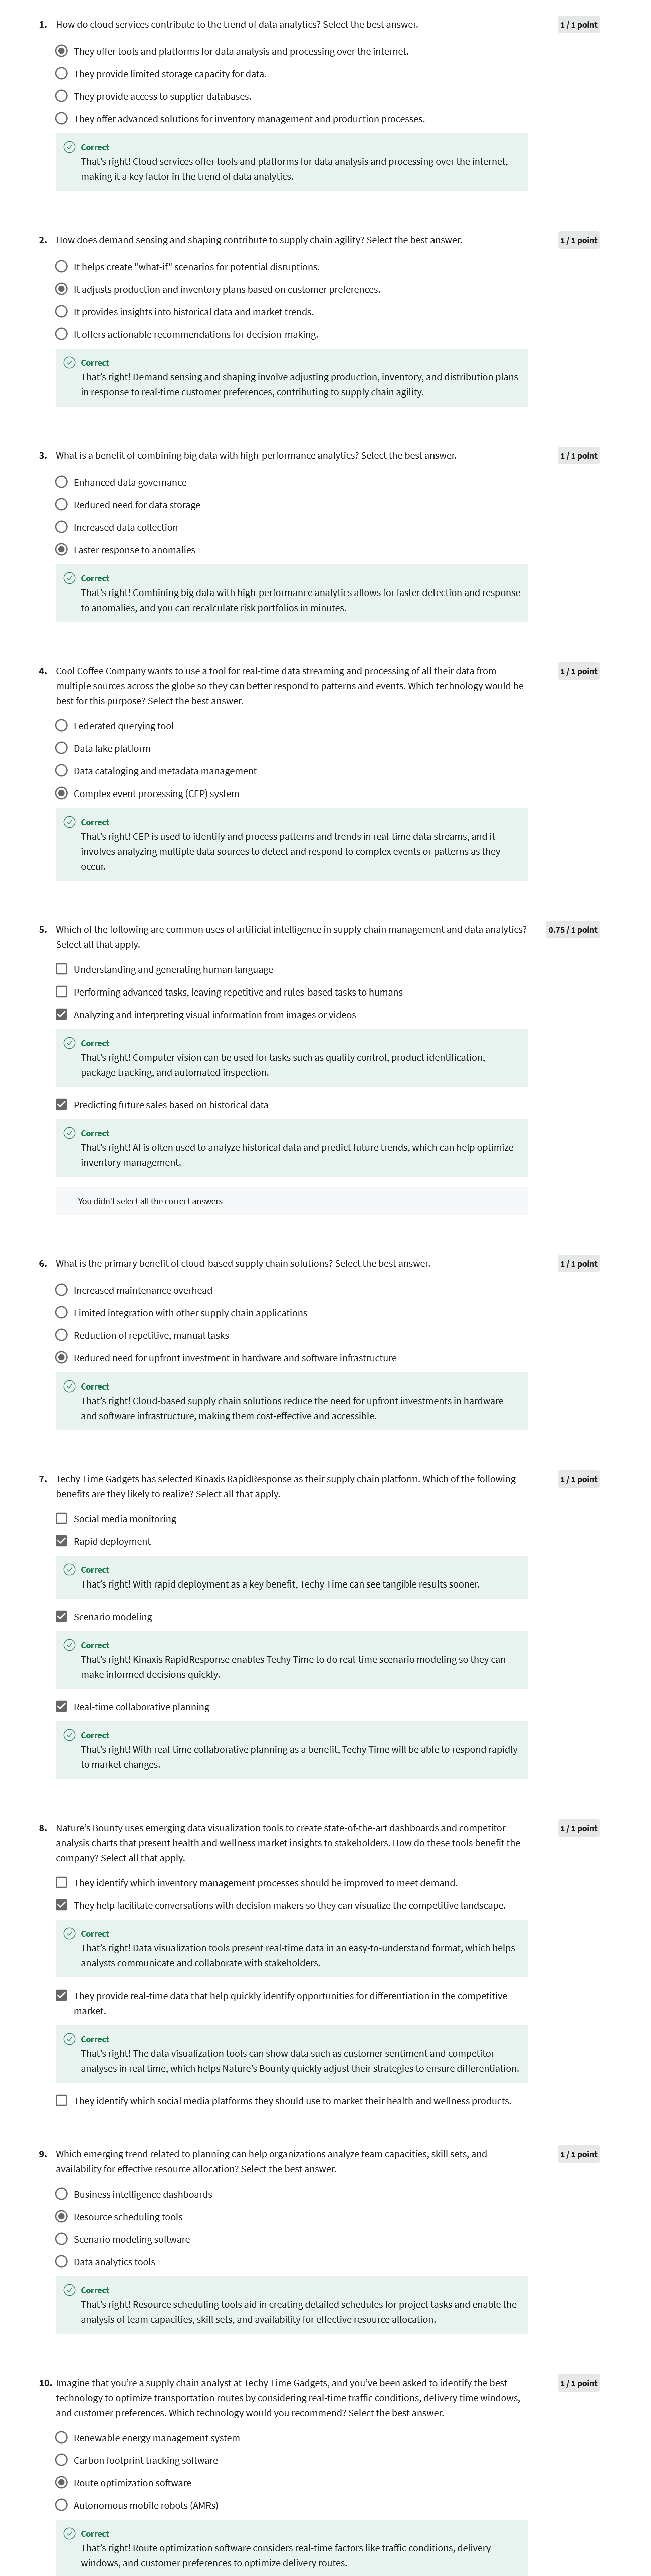 1. How do cloud services contribute to the trend of data analytics? Select the best answer. 1 / 1 point
They offer tools and platforms for data analysis and processing over the internet.
They provide limited storage capacity for data.
They provide access to supplier databases.
They offer advanced solutions for inventory management and production processes.
Correct
That's right! Cloud services offer tools and platforms for data analysis and processing over the internet,
making it a key factor in the trend of data analytics.
2. How does demand sensing and shaping contribute to supply chain agility? Select the best answer. 1 / 1 point
It helps create "what-if" scenarios for potential disruptions.
It adjusts production and inventory plans based on customer preferences.
It provides insights into historical data and market trends.
It offers actionable recommendations for decision-making.
Correct
That's right! Demand sensing and shaping involve adjusting production, inventory, and distribution plans
in response to real-time customer preferences, contributing to supply chain agility.
3. What is a benefit of combining big data with high-performance analytics? Select the best answer. 1 / 1 point
Enhanced data governance
Reduced need for data storage
Increased data collection
Faster response to anomalies
Correct
That's right! Combining big data with high-performance analytics allows for faster detection and response
to anomalies, and you can recalculate risk portfolios in minutes.
4. Cool Coffee Company wants to use a tool for real-time data streaming and processing of all their data from 1 / 1 point
multiple sources across the globe so they can better respond to patterns and events. Which technology would be
best for this purpose? Select the best answer.
Federated querying tool
Data lake platform
Data cataloging and metadata management
Complex event processing (CEP) system
Correct
That's right! CEP is used to identify and process patterns and trends in real-time data streams, and it
involves analyzing multiple data sources to detect and respond to complex events or patterns as they
occur.
5. Which of the following are common uses of artificial intelligence in supply chain management and data analytics? 0.75 / 1 point
Select all that apply.
Understanding and generating human language
Performing advanced tasks, leaving repetitive and rules-based tasks to humans
Analyzing and interpreting visual information from images or videos
Correct
That's right! Computer vision can be used for tasks such as quality control, product identification,
package tracking, and automated inspection.
Predicting future sales based on historical data
Correct
That's right! AI is often used to analyze historical data and predict future trends, which can help optimize
inventory management.
You didn't select all the correct answers
6. What is the primary benefit of cloud-based supply chain solutions? Select the best answer. 1 / 1 point
Increased maintenance overhead
Limited integration with other supply chain applications
Reduction of repetitive, manual tasks
Reduced need for upfront investment in hardware and software infrastructure
Correct
That's right! Cloud-based supply chain solutions reduce the need for upfront investments in hardware
and software infrastructure, making them cost-effective and accessible.
7. Techy Time Gadgets has selected Kinaxis RapidResponse as their supply chain platform. Which of the following 1 / 1 point
benefits are they likely to realize? Select all that apply.
Social media monitoring
Rapid deployment
Correct
That's right! With rapid deployment as a key benefit, Techy Time can see tangible results sooner.
Scenario modeling
Correct
That's right! Kinaxis RapidResponse enables Techy Time to do real-time scenario modeling so they can
make informed decisions quickly.
Real-time collaborative planning
Correct
That's right! With real-time collaborative planning as a benefit, Techy Time will be able to respond rapidly
to market changes.
8. Nature's Bounty uses emerging data visualization tools to create state-of-the-art dashboards and competitor 1 / 1 point
analysis charts that present health and wellness market insights to stakeholders. How do these tools benefit the
company? Select all that apply.
They identify which inventory management processes should be improved to meet demand.
They help facilitate conversations with decision makers so they can visualize the competitive landscape.
Correct
That's right! Data visualization tools present real-time data in an easy-to-understand format, which helps
analysts communicate and collaborate with stakeholders.
They provide real-time data that help quickly identify opportunities for differentiation in the competitive
market.
Correct
That's right! The data visualization tools can show data such as customer sentiment and competitor
analyses in real time, which helps Nature's Bounty quickly adjust their strategies to ensure differentiation.
They identify which social media platforms they should use to market their health and wellness products.
9. Which emerging trend related to planning can help organizations analyze team capacities, skill sets, and 1 / 1 point
availability for effective resource allocation? Select the best answer.
Business intelligence dashboards
Resource scheduling tools
Scenario modeling software
Data analytics tools
Correct
That's right! Resource scheduling tools aid in creating detailed schedules for project tasks and enable the
analysis of team capacities, skill sets, and availability for effective resource allocation.
10. Imagine that you're a supply chain analyst at Techy Time Gadgets, and you've been asked to identify the best 1 / 1 point
technology to optimize transportation routes by considering real-time traffic conditions, delivery time windows,
and customer preferences. Which technology would you recommend? Select the best answer.
Renewable energy management system
Carbon footprint tracking software
Route optimization software
Autonomous mobile robots (AMRs)
Correct
That's right! Route optimization software considers real-time factors like traffic conditions, delivery
windows, and customer preferences to optimize delivery routes.